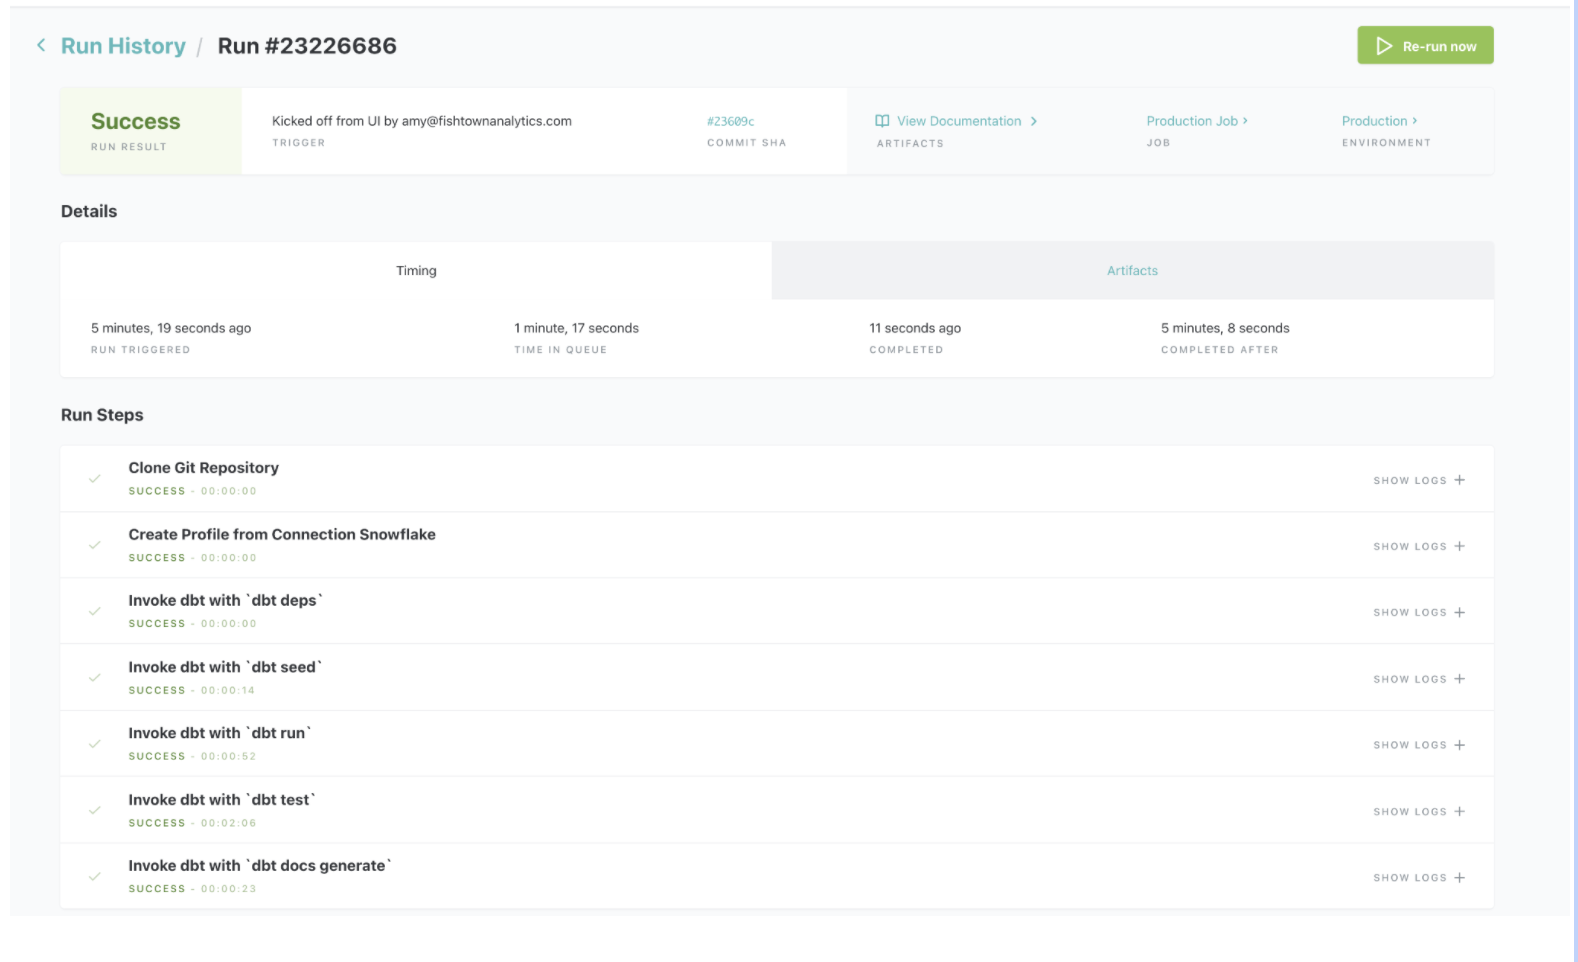 Run History / Run #23226686
Re-run now
Success
RUN RESULT
Kicked off from UI by amy@fishtownanalytics.com
TRIGGER
#23609c
COMMIT SHA
View Documentation
ARTIFACTS
Production Job
JOB
Production
ENVIRONMENT
Details
Timing
Artifacts
5 minutes, 19 seconds ago
RUN TRIGGERED
1 minute, 17 seconds
TIME IN QUEUE
11 seconds ago
COMPLETED
5 minutes, 8 seconds
COMPLETED AFTER
Run Steps
Clone Git Repository
SUCCESS - 00:00:00
SHOW LOGS +
Create Profile from Connection Snowflake
SUCCESS - 00:00:00
SHOW LOGS +
Invoke dbt with `dbt deps`
SUCCESS - 00:00:00
SHOW LOGS +
Invoke dbt with `dbt seed`
SUCCESS - 00:00:14
SHOW LOGS +
Invoke dbt with `dbt run`
SUCCESS - 00:00:52
SHOW LOGS +
Invoke dbt with `dbt test`
SUCCESS - 00:02:06
SHOW LOGS +
Invoke dbt with `dbt docs generate`
SUCCESS - 00:00:23
SHOW LOGS +